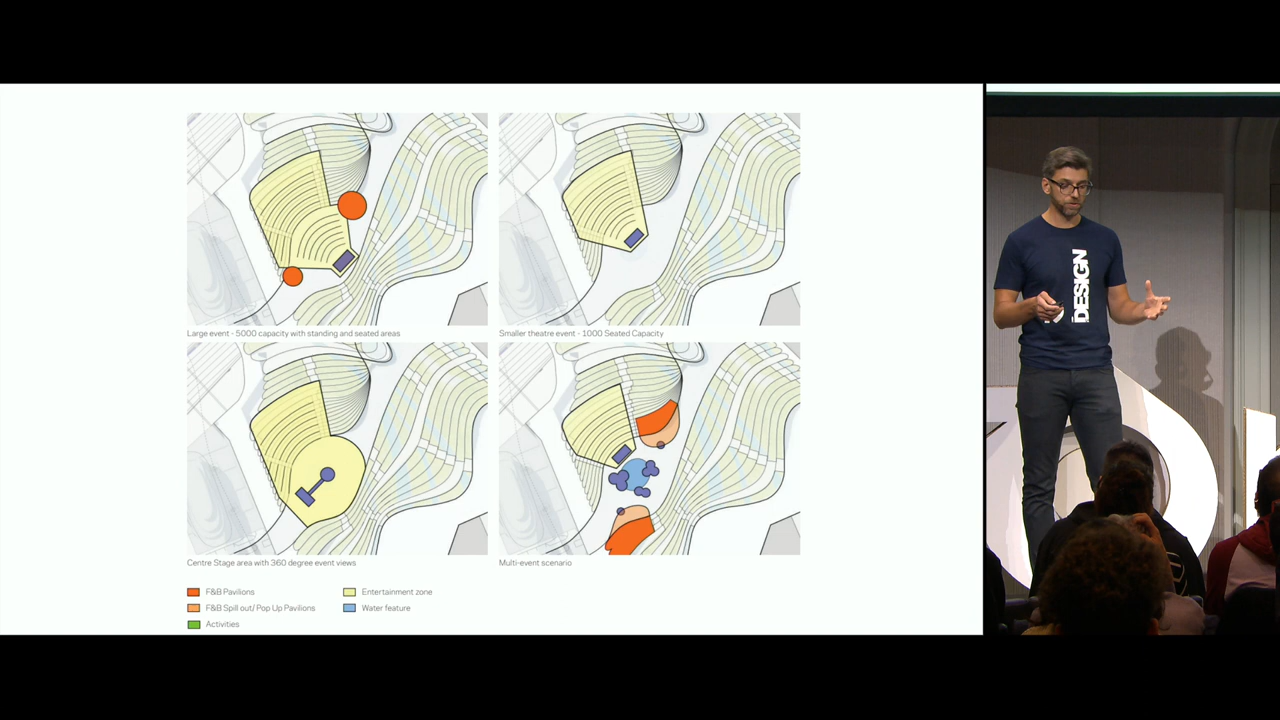 Large event - 5000 capacity with standing and seated areas
Smaller theatre event - 1000 Seated Capacity
Centre Stage area with 360 degree event views
Multi-event scenario
F&B Pavilions
Entertainment zone
F&B Spill out/ Pop Up Pavilions
Water feature
Activities
DESIGN